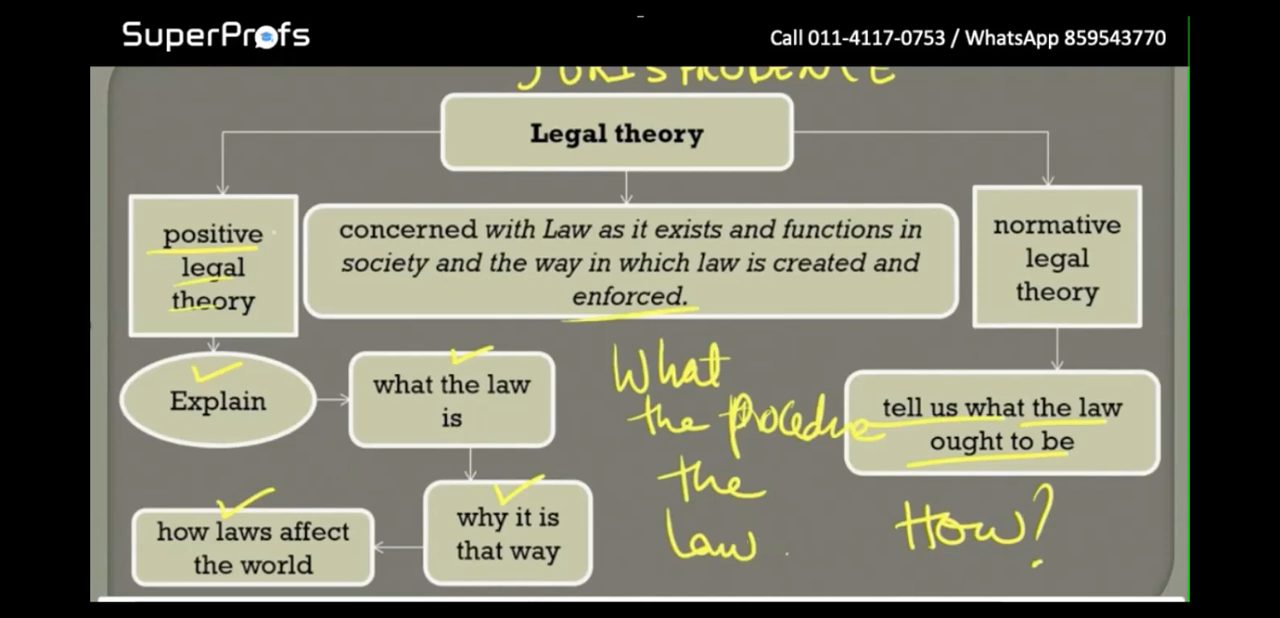 SuperProfs
Call 011-4117-0753 / WhatsApp 859543770
JURISPRUDENCE
Legal theory
positive
legal
theory
concerned with Law as it exists and functions in
society and the way in which law is created and
enforced.
normative
legal
theory
Explain
what the law
is
why it is
that way
how laws affect
the world
What
the procedure
the
law.
tell us what the law
ought to be
How?